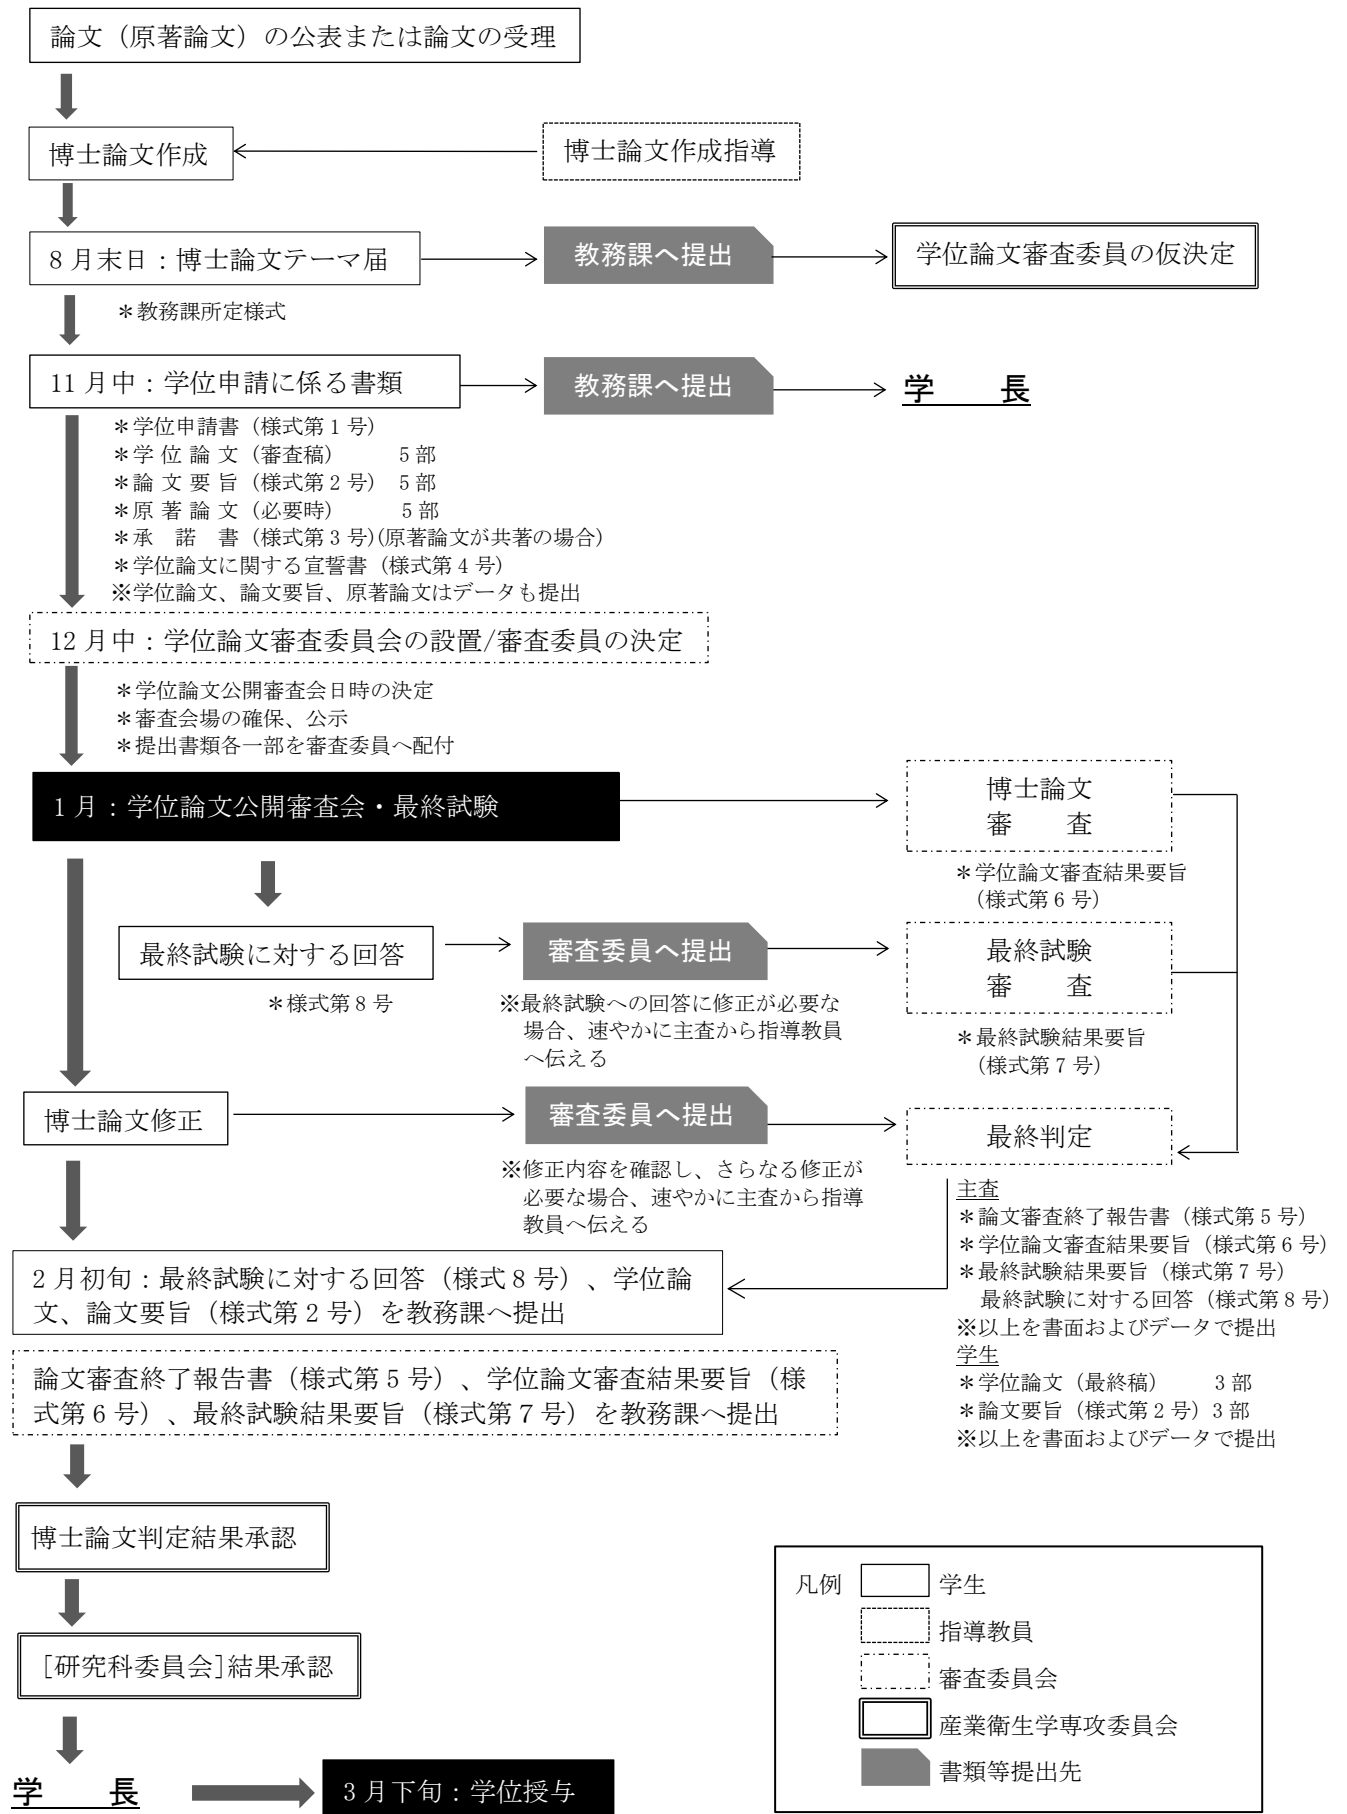 論文（原著論文）の公表または論文の受理
博士論文作成
博士論文作成指導
8月末日：博士論文テーマ届
教務課へ提出
学位論文審査委員の仮決定
＊教務課所定様式
11月中：学位申請に係る書類
教務課へ提出
学　　長
＊学位申請書（様式第1号）
＊学 位 論 文（審査稿）　　5部
＊論 文 要 旨（様式第2号） 5部
＊原 著 論 文（必要時）　　 5部
＊承　諾　書（様式第3号）(原著論文が共著の場合)
＊学位論文に関する宣誓書（様式第4号）
※学位論文、論文要旨、原著論文はデータも提出
12月中：学位論文審査委員会の設置/審査委員の決定
＊学位論文公開審査会日時の決定
＊審査会場の確保、公示
＊提出書類各一部を審査委員へ配付
1月：学位論文公開審査会・最終試験
博士論文
審　　査
＊学位論文審査結果要旨
（様式第6号）
最終試験に対する回答
審査委員へ提出
最終試験
審　　査
＊様式第8号
※最終試験への回答に修正が必要な
場合、速やかに主査から指導教員
へ伝える
＊最終試験結果要旨
（様式第7号）
博士論文修正
審査委員へ提出
最終判定
※修正内容を確認し、さらなる修正が
必要な場合、速やかに主査から指導
教員へ伝える
主査
＊論文審査終了報告書（様式第5号）
＊学位論文審査結果要旨（様式第6号）
＊最終試験結果要旨（様式第7号）
最終試験に対する回答（様式第8号）
※以上を書面およびデータで提出
学生
＊学位論文（最終稿）　　3部
＊論文要旨（様式第2号）3部
※以上を書面およびデータで提出
2月初旬：最終試験に対する回答（様式8号）、学位論
文、論文要旨（様式第2号）を教務課へ提出
論文審査終了報告書（様式第5号）、学位論文審査結果要旨（様
式第6号）、最終試験結果要旨（様式第7号）を教務課へ提出
博士論文判定結果承認
[研究科委員会]結果承認
学　　長
3月下旬：学位授与
凡例
学生
指導教員
審査委員会
産業衛生学専攻委員会
書類等提出先